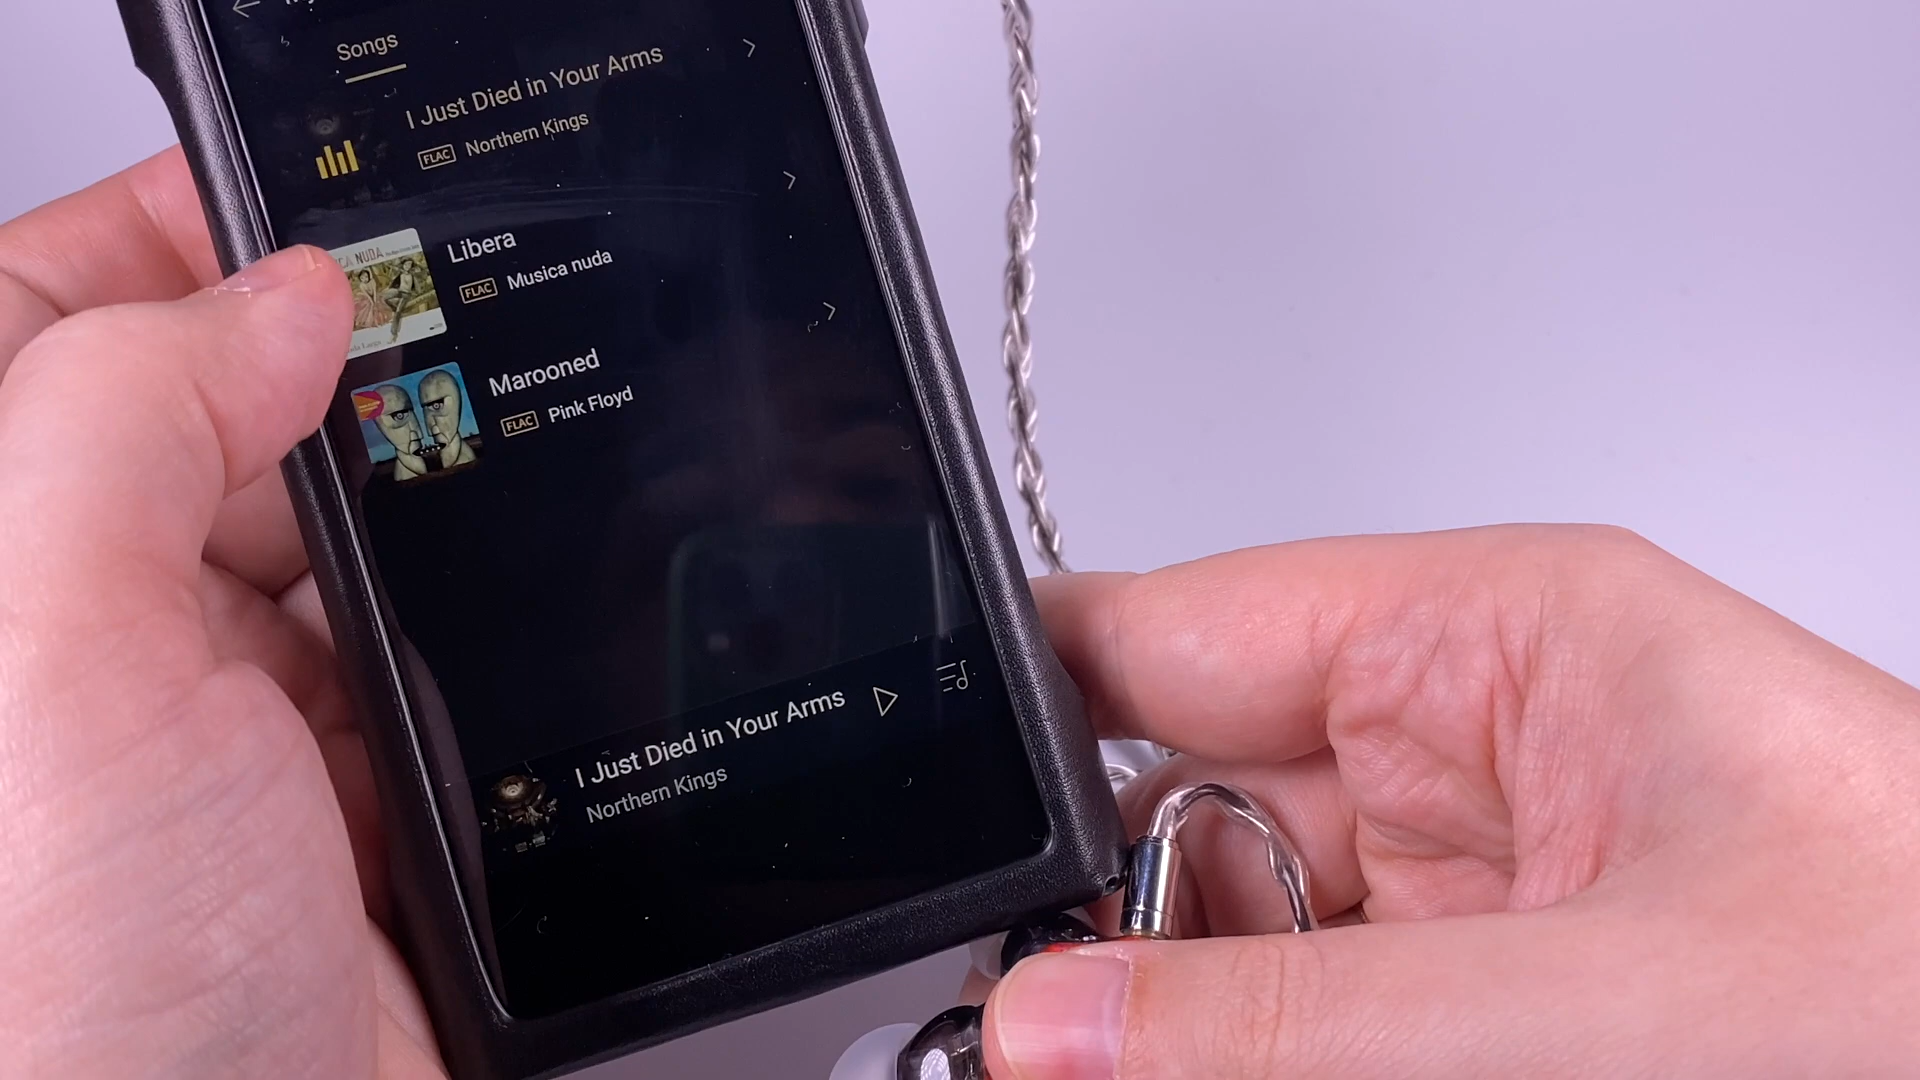 Songs
I Just Died in Your Arms
FLAC Northern Kings
Libera
FLAC Musica nuda
NUDA
Marooned
FLAC Pink Floyd
I Just Died in Your Arms
Northern Kings